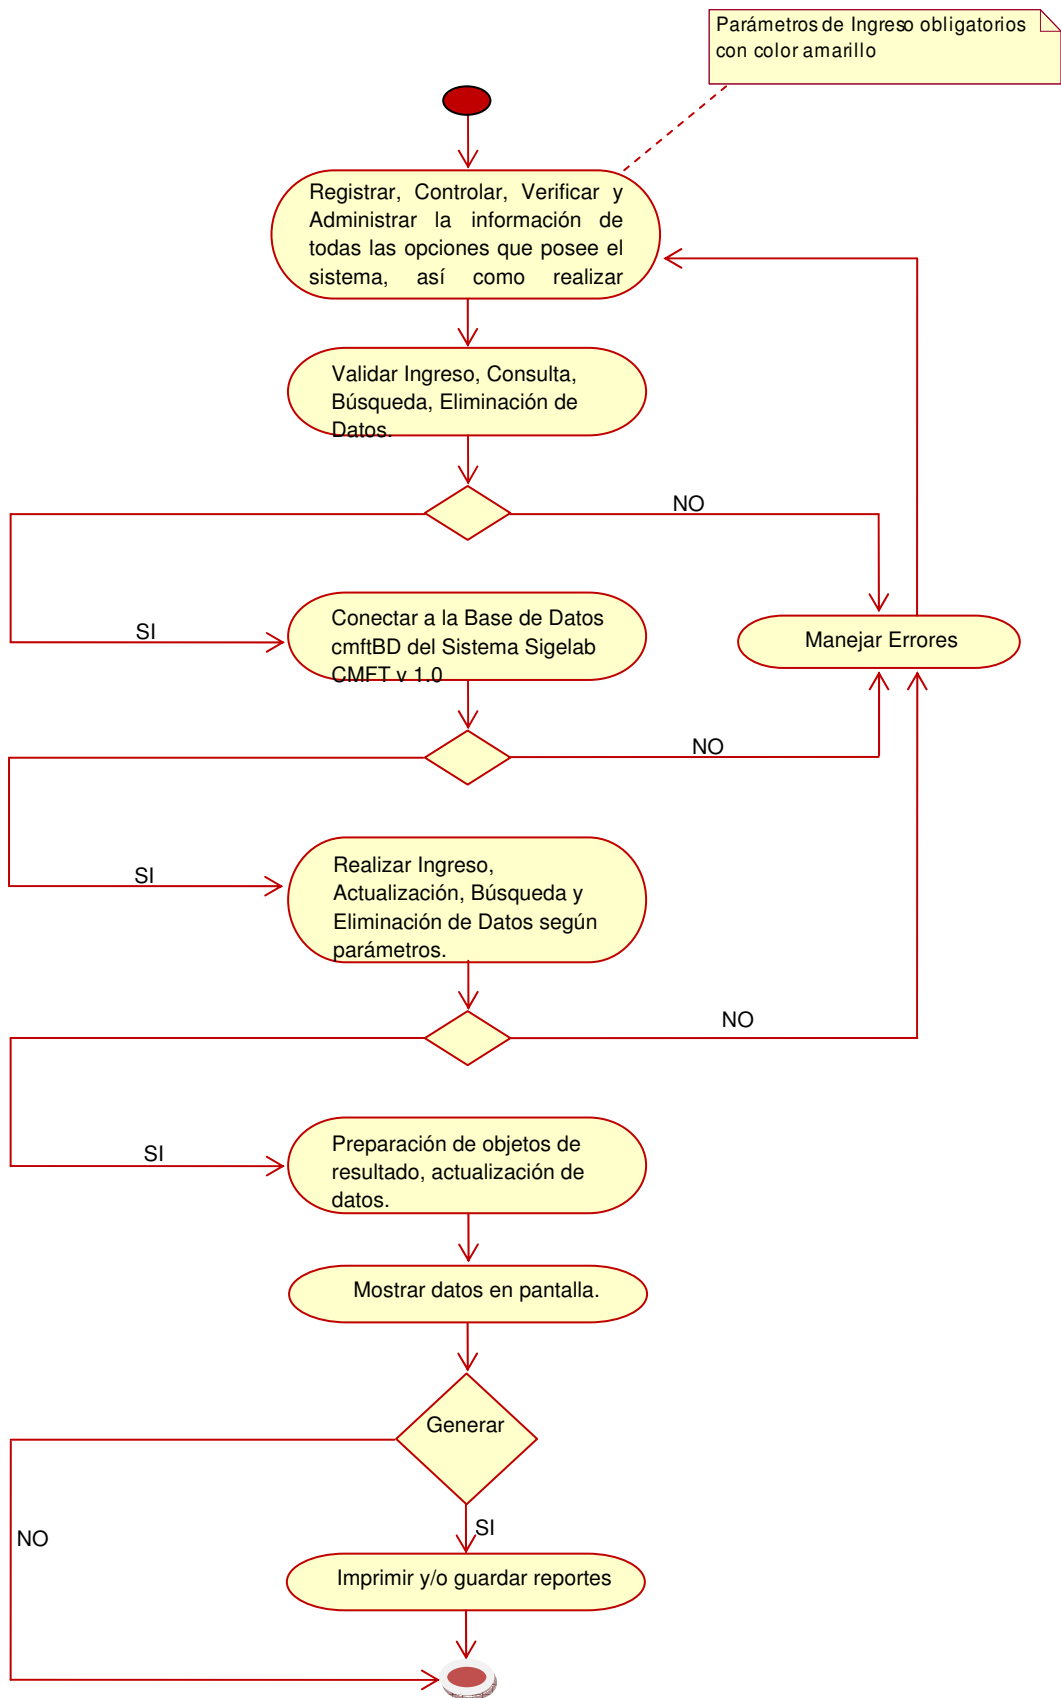 Parámetros de Ingreso obligatorios
con color amarillo
Registrar, Controlar, Verificar y
Administrar la información de
todas las opciones que posee el
sistema, así como realizar
Validar Ingreso, Consulta,
Búsqueda, Eliminación de
Datos.
NO
SI
Conectar a la Base de Datos
cmftBD del Sistema Sigelab
CMFT v 1.0
Manejar Errores
NO
SI
Realizar Ingreso,
Actualización, Búsqueda y
Eliminación de Datos según
parámetros.
NO
SI
Preparación de objetos de
resultado, actualización de
datos.
Mostrar datos en pantalla.
Generar
NO
SI
Imprimir y/o guardar reportes